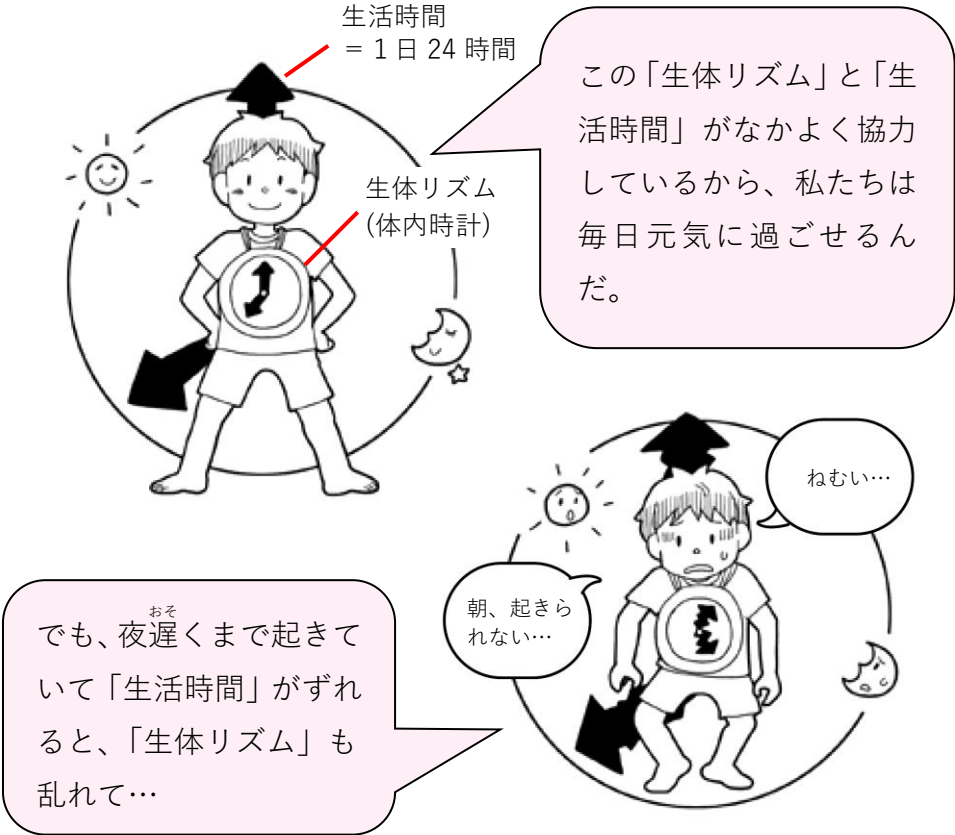 生活時間
＝１日 24 時間
この「生体リズム」と「生
活時間」がなかよく協力
しているから、私たちは
毎日元気に過ごせるん
だ。
生体リズム
(体内時計)
ねむい…
朝、起きら
れない…
おそ
でも、夜遅くまで起きて
いて「生活時間」がずれ
ると、「生体リズム」も
乱れて…